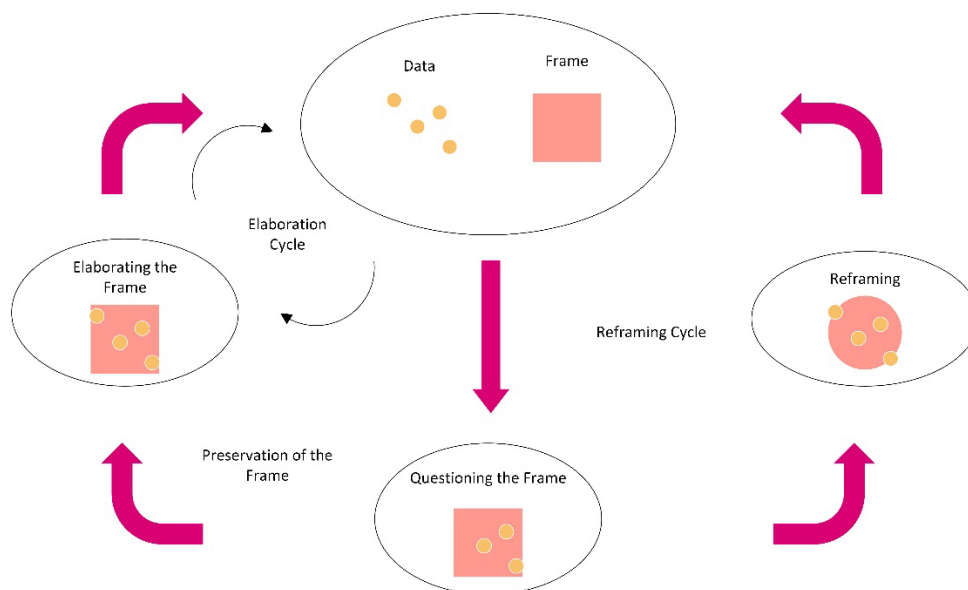 Data
Frame
Elaboration
Cycle
Elaborating the
Frame
Reframing
Reframing Cycle
Preservation of the
Frame
Questioning the Frame